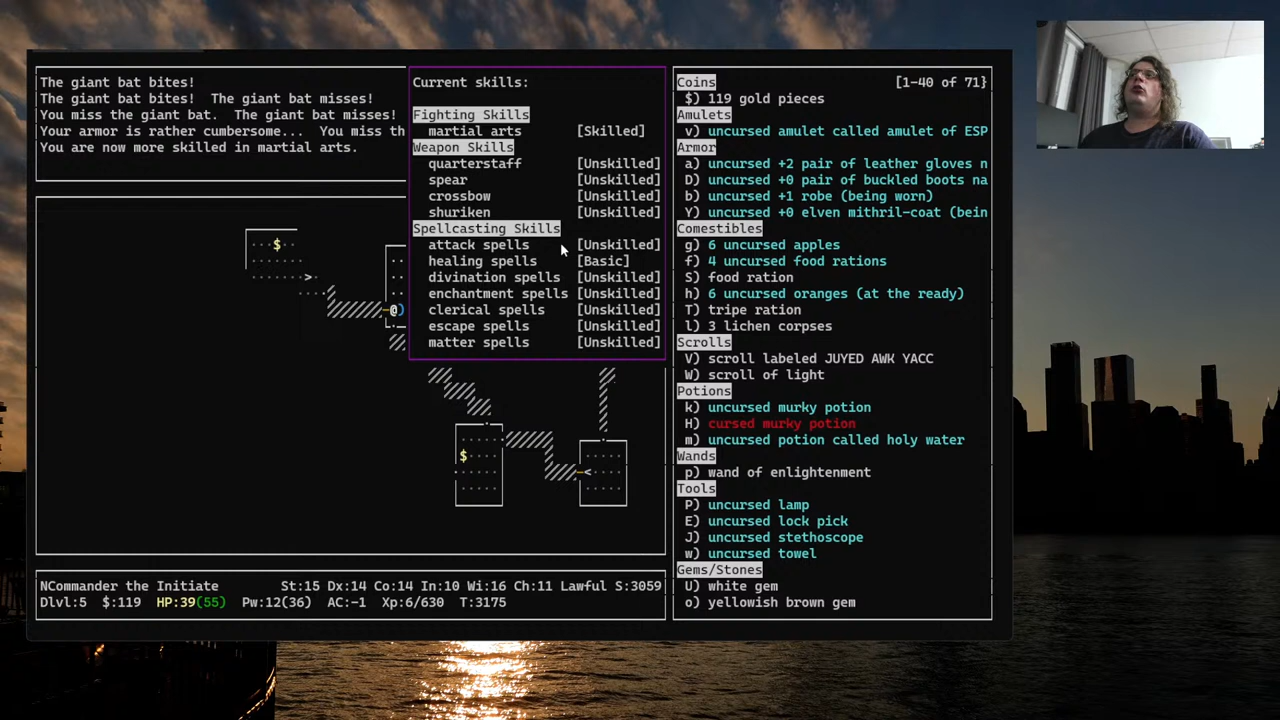 The giant bat bites!
The giant bat bites!  The giant bat misses!
You miss the giant bat.  The giant bat misses!
Your armor is rather cumbersome...  You miss th
You are now more skilled in martial arts.
Current skills:
Fighting Skills
martial arts [Skilled]
Weapon Skills
quarterstaff [Unskilled]
spear [Unskilled]
crossbow [Unskilled]
shuriken [Unskilled]
Spellcasting Skills
attack spells [Unskilled]
healing spells [Basic]
divination spells [Unskilled]
enchantment spells [Unskilled]
clerical spells [Unskilled]
escape spells [Unskilled]
matter spells [Unskilled]
NCommander the Initiate St:15 Dx:14 Co:14 In:10 Wi:16 Ch:11 Lawful S:3059
Dlvl:5 $:119 HP:39(55) Pw:12(36) AC:-1 Xp:6/630 T:3175
Coins [1-40 of 71}
$) 119 gold pieces
Amulets
v) uncursed amulet called amulet of ESP
Armor
a) uncursed +2 pair of leather gloves n
D) uncursed +0 pair of buckled boots na
b) uncursed +1 robe (being worn)
Y) uncursed +0 elven mithril-coat (bein
Comestibles
g) 6 uncursed apples
f) 4 uncursed food rations
S) food ration
h) 6 uncursed oranges (at the ready)
T) tripe ration
l) 3 lichen corpses
Scrolls
V) scroll labeled JUYED AWK YACC
W) scroll of light
Potions
k) uncursed murky potion
H) cursed murky potion
m) uncursed potion called holy water
Wands
p) wand of enlightenment
Tools
P) uncursed lamp
E) uncursed lock pick
J) uncursed stethoscope
w) uncursed towel
Gems/Stones
U) white gem
o) yellowish brown gem